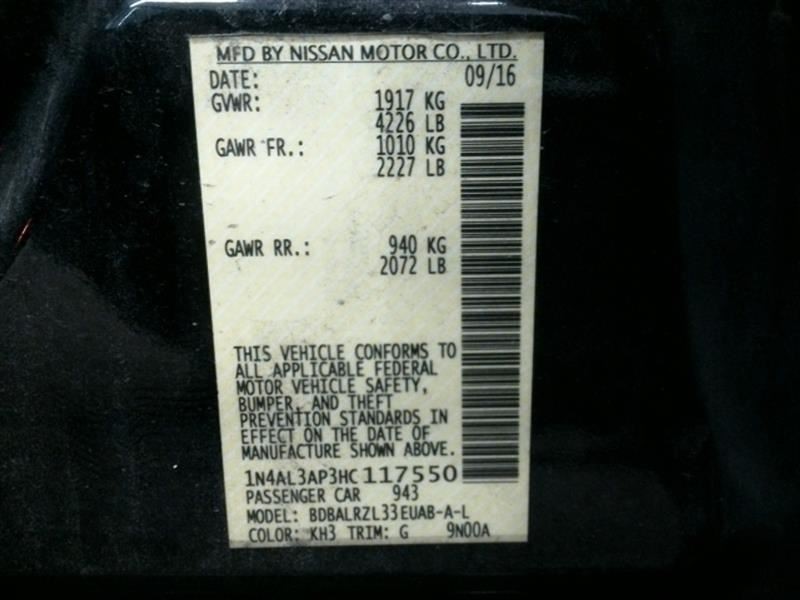 MFD BY NISSAN MOTOR CO., LTD.
DATE: 09/16
GVWR: 1917 KG
4226 LB
GAWR FR.: 1010 KG
2227 LB
GAWR RR.: 940 KG
2072 LB
THIS VEHICLE CONFORMS TO
ALL APPLICABLE FEDERAL
MOTOR VEHICLE SAFETY,
BUMPER, AND THEFT
PREVENTION STANDARDS IN
EFFECT ON THE DATE OF
MANUFACTURE SHOWN ABOVE.
1N4AL3AP3HC117550
PASSENGER CAR 943
MODEL: BDBALRZL33EUAB-A-L
COLOR: KH3 TRIM: G 9N00A